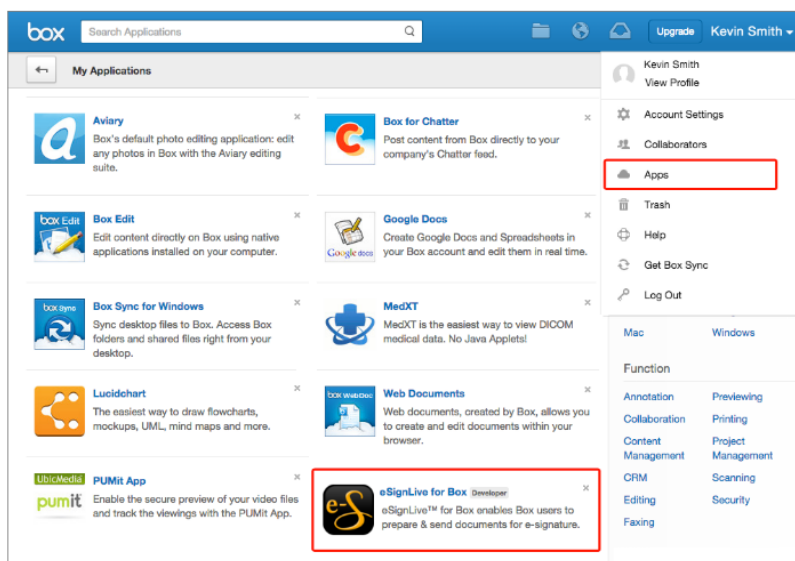 box
Search Applications
Upgrade
Kevin Smith
My Applications
Kevin Smith
View Profile
Account Settings
Collaborators
Apps
Trash
Help
Get Box Sync
Log Out
Aviary
Box's default photo editing application: edit
any photos in Box with the Aviary editing
suite.
Box for Chatter
Post content from Box directly to your
company's Chatter feed.
box Edit
Box Edit
Edit content directly on Box using native
applications installed on your computer.
Google docs
Google Docs
Create Google Docs and Spreadsheets in
your Box account and edit them in real time.
box sync
Box Sync for Windows
Sync desktop files to Box. Access Box
folders and shared files right from your
desktop.
MedXT
MedXT is the easiest way to view DICOM
medical data. No Java Applets!
Lucidchart
The easiest way to draw flowcharts,
mockups, UML, mind maps and more.
box WebDoc
Web Documents
Web documents, created by Box, allows you
to create and edit documents within your
browser.
UbicMedia
pumit
PUMit App
Enable the secure preview of your video files
and track the viewings with the PUMit App.
e-S
eSignLive for Box Developer
eSignLive™ for Box enables Box users to
prepare & send documents for e-signature.
Mac
Windows
Function
Annotation
Previewing
Collaboration
Printing
Content
Management
Project
Management
CRM
Scanning
Editing
Security
Faxing